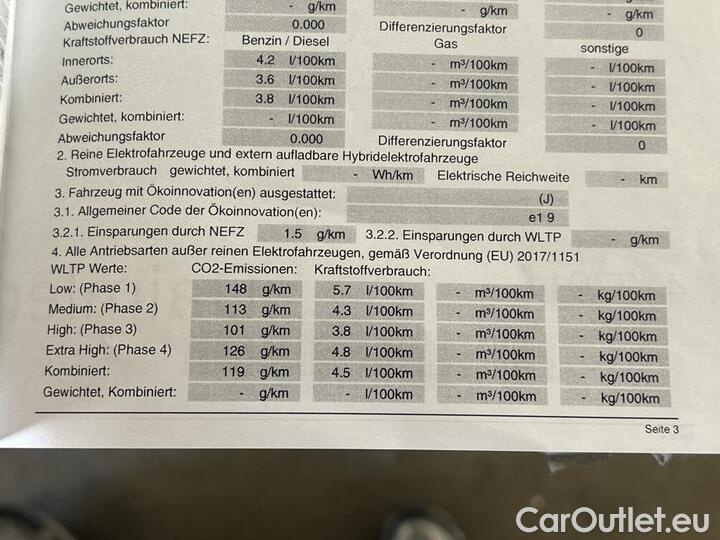 Gewichtet, kombiniert: - g/km - g/km - g/km
Abweichungsfaktor 0.000 Differenzierungsfaktor 0
Kraftstoffverbrauch NEFZ: Benzin / Diesel Gas sonstige
Innerorts: 4.2 l/100km - m³/100km - l/100km
Außerorts: 3.6 l/100km - m³/100km - l/100km
Kombiniert: 3.8 l/100km - m³/100km - l/100km
Gewichtet, kombiniert: - l/100km - m³/100km - l/100km
Abweichungsfaktor 0.000 Differenzierungsfaktor 0
2. Reine Elektrofahrzeuge und extern aufladbare Hybridelektrofahrzeuge
Stromverbrauch gewichtet, kombiniert - Wh/km Elektrische Reichweite - km
3. Fahrzeug mit Ökoinnovation(en) ausgestattet: (J)
3.1. Allgemeiner Code der Ökoinnovation(en): e1 9
3.2.1. Einsparungen durch NEFZ 1.5 g/km 3.2.2. Einsparungen durch WLTP - g/km
4. Alle Antriebsarten außer reinen Elektrofahrzeugen, gemäß Verordnung (EU) 2017/1151
WLTP Werte: CO2-Emissionen: Kraftstoffverbrauch:
Low: (Phase 1) 148 g/km 5.7 l/100km - m³/100km - kg/100km
Medium: (Phase 2) 113 g/km 4.3 l/100km - m³/100km - kg/100km
High: (Phase 3) 101 g/km 3.8 l/100km - m³/100km - kg/100km
Extra High: (Phase 4) 126 g/km 4.8 l/100km - m³/100km - kg/100km
Kombiniert: 119 g/km 4.5 l/100km - m³/100km - kg/100km
Gewichtet, Kombiniert: - g/km - l/100km - m³/100km - kg/100km
Seite 3
CarOutlet.eu